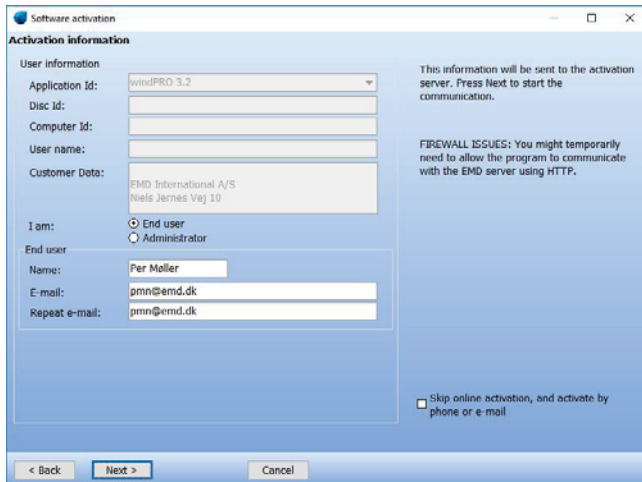 Software activation
Activation information
User information
Application Id:
windPRO 3.2
Disc Id:
Computer Id:
User name:
Customer Data:
EMD International A/S
Niels Jernes Vej 10
I am:
End user
Administrator
End user
Name:
Per Møller
E-mail:
pmn@emd.dk
Repeat e-mail:
pmn@emd.dk
This information will be sent to the activation
server. Press Next to start the
communication.
FIREWALL ISSUES: You might temporarily
need to allow the program to communicate
with the EMD server using HTTP.
Skip online activation, and activate by
phone or e-mail
< Back
Next >
Cancel